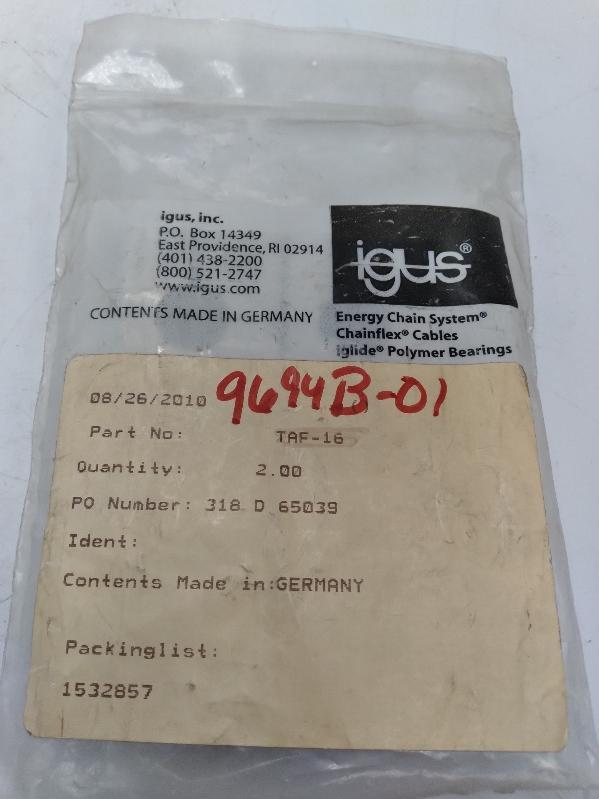 igus, inc.
P.O. Box 14349
East Providence, RI 02914
(401) 438-2200
(800) 521-2747
www.igus.com
CONTENTS MADE IN GERMANY
igus®
Energy Chain System®
Chainflex® Cables
iglide® Polymer Bearings
08/26/2010 9694B-01
Part No: TAF-16
Quantity: 2.00
PO Number: 318 D 65039
Ident:
Contents Made in:GERMANY
Packinglist:
1532857